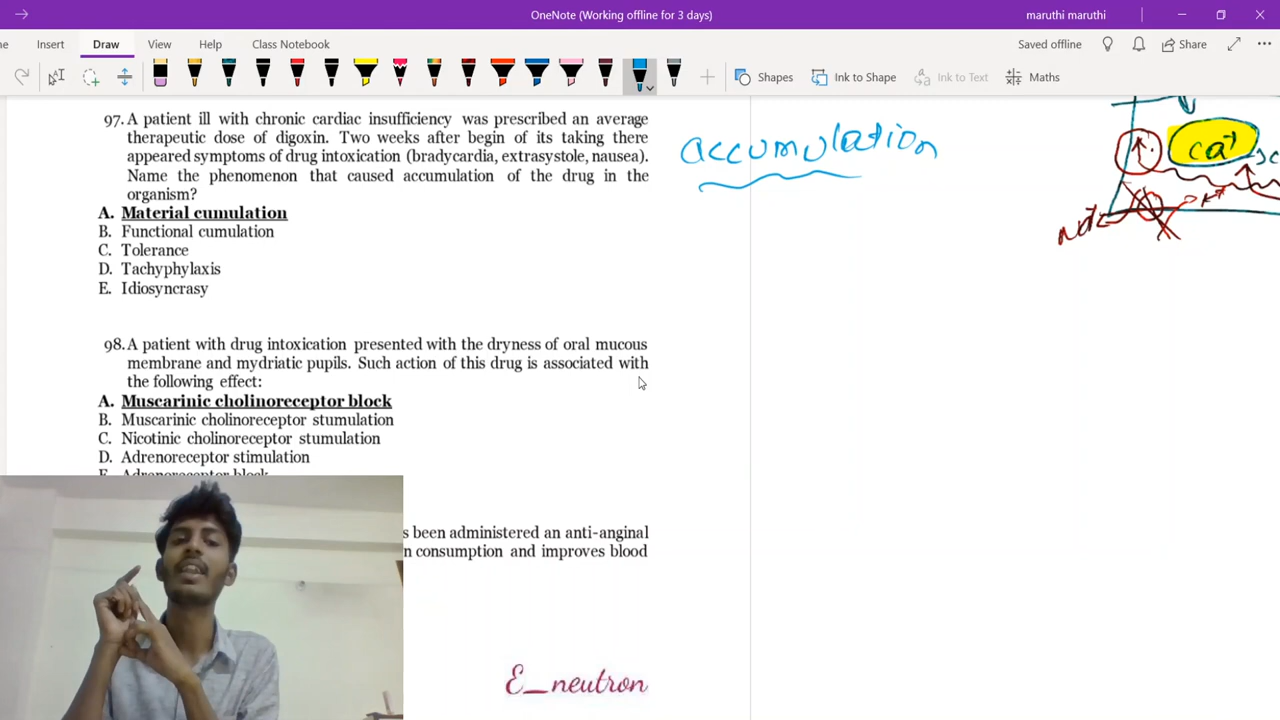 OneNote (Working offline for 3 days)
maruthi maruthi
Insert
Draw
View
Help
Class Notebook
Saved offline
Share
Shapes
Ink to Shape
Ink to Text
Maths
97. A patient ill with chronic cardiac insufficiency was prescribed an average
therapeutic dose of digoxin. Two weeks after begin of its taking there
appeared symptoms of drug intoxication (bradycardia, extrasystole, nausea).
Name the phenomenon that caused accumulation of the drug in the
organism?
A. Material cumulation
B. Functional cumulation
C. Tolerance
D. Tachyphylaxis
E. Idiosyncrasy
accumulation
ca+
98. A patient with drug intoxication presented with the dryness of oral mucous
membrane and mydriatic pupils. Such action of this drug is associated with
the following effect:
A. Muscarinic cholinoreceptor block
B. Muscarinic cholinoreceptor stumulation
C. Nicotinic cholinoreceptor stumulation
D. Adrenoreceptor stimulation
E. Adrenoreceptor block
been administered an anti-anginal
consumption and improves blood
E_neutron